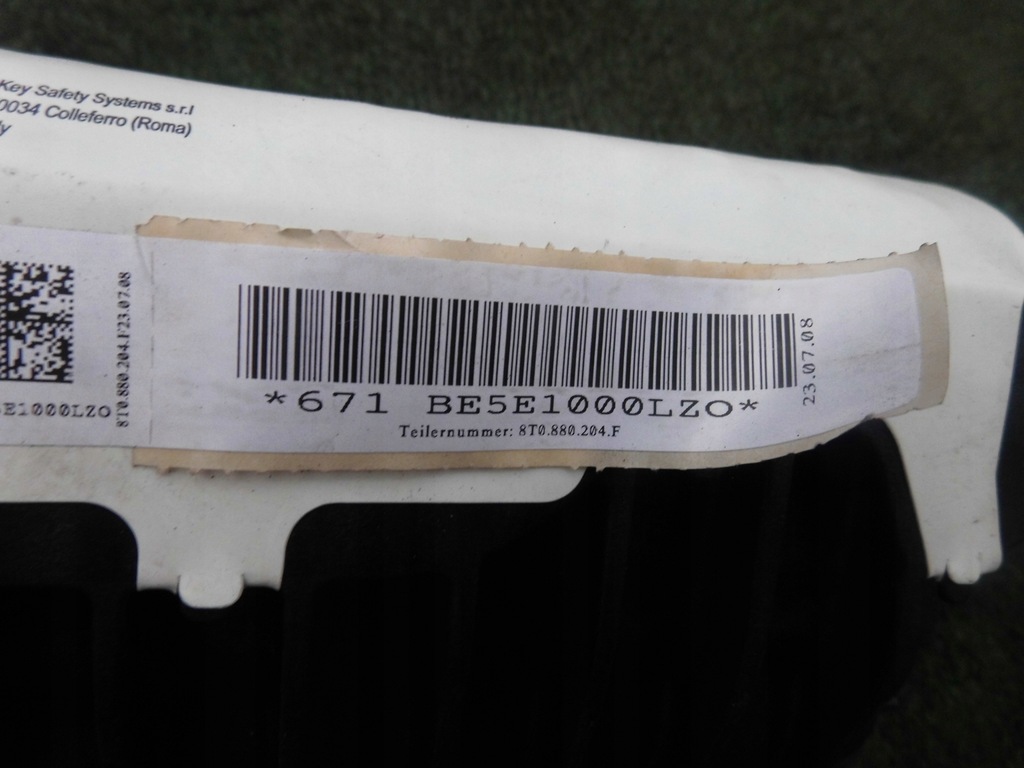 Key Safety Systems s.r.l
0034 Colleferro (Roma)
8T0.880.204.F23.07.08
5E1000LZO
23.07.08
*671 BE5E1000LZO*
Teilernummer: 8T0.880.204.F